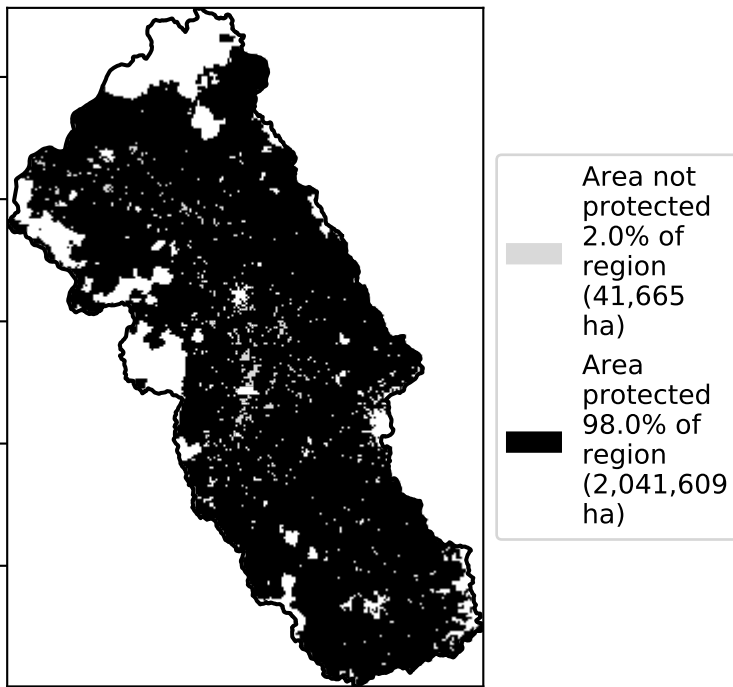 Area not
protected
2.0% of
region
(41,665
ha)
Area
protected
98.0% of
region
(2,041,609
ha)